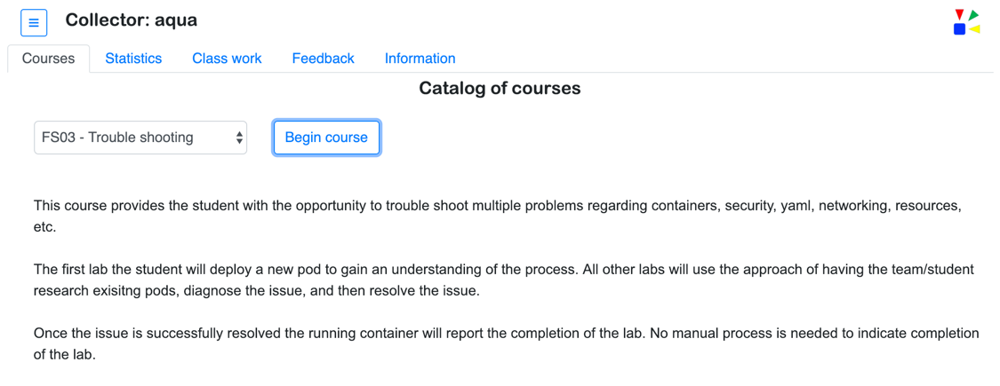 Collector: aqua
Courses Statistics Class work Feedback Information
Catalog of courses
FS03 - Trouble shooting Begin course
This course provides the student with the opportunity to trouble shoot multiple problems regarding containers, security, yaml, networking, resources,
etc.
The first lab the student will deploy a new pod to gain an understanding of the process. All other labs will use the approach of having the team/student
research exisitng pods, diagnose the issue, and then resolve the issue.
Once the issue is successfully resolved the running container will report the completion of the lab. No manual process is needed to indicate completion
of the lab.